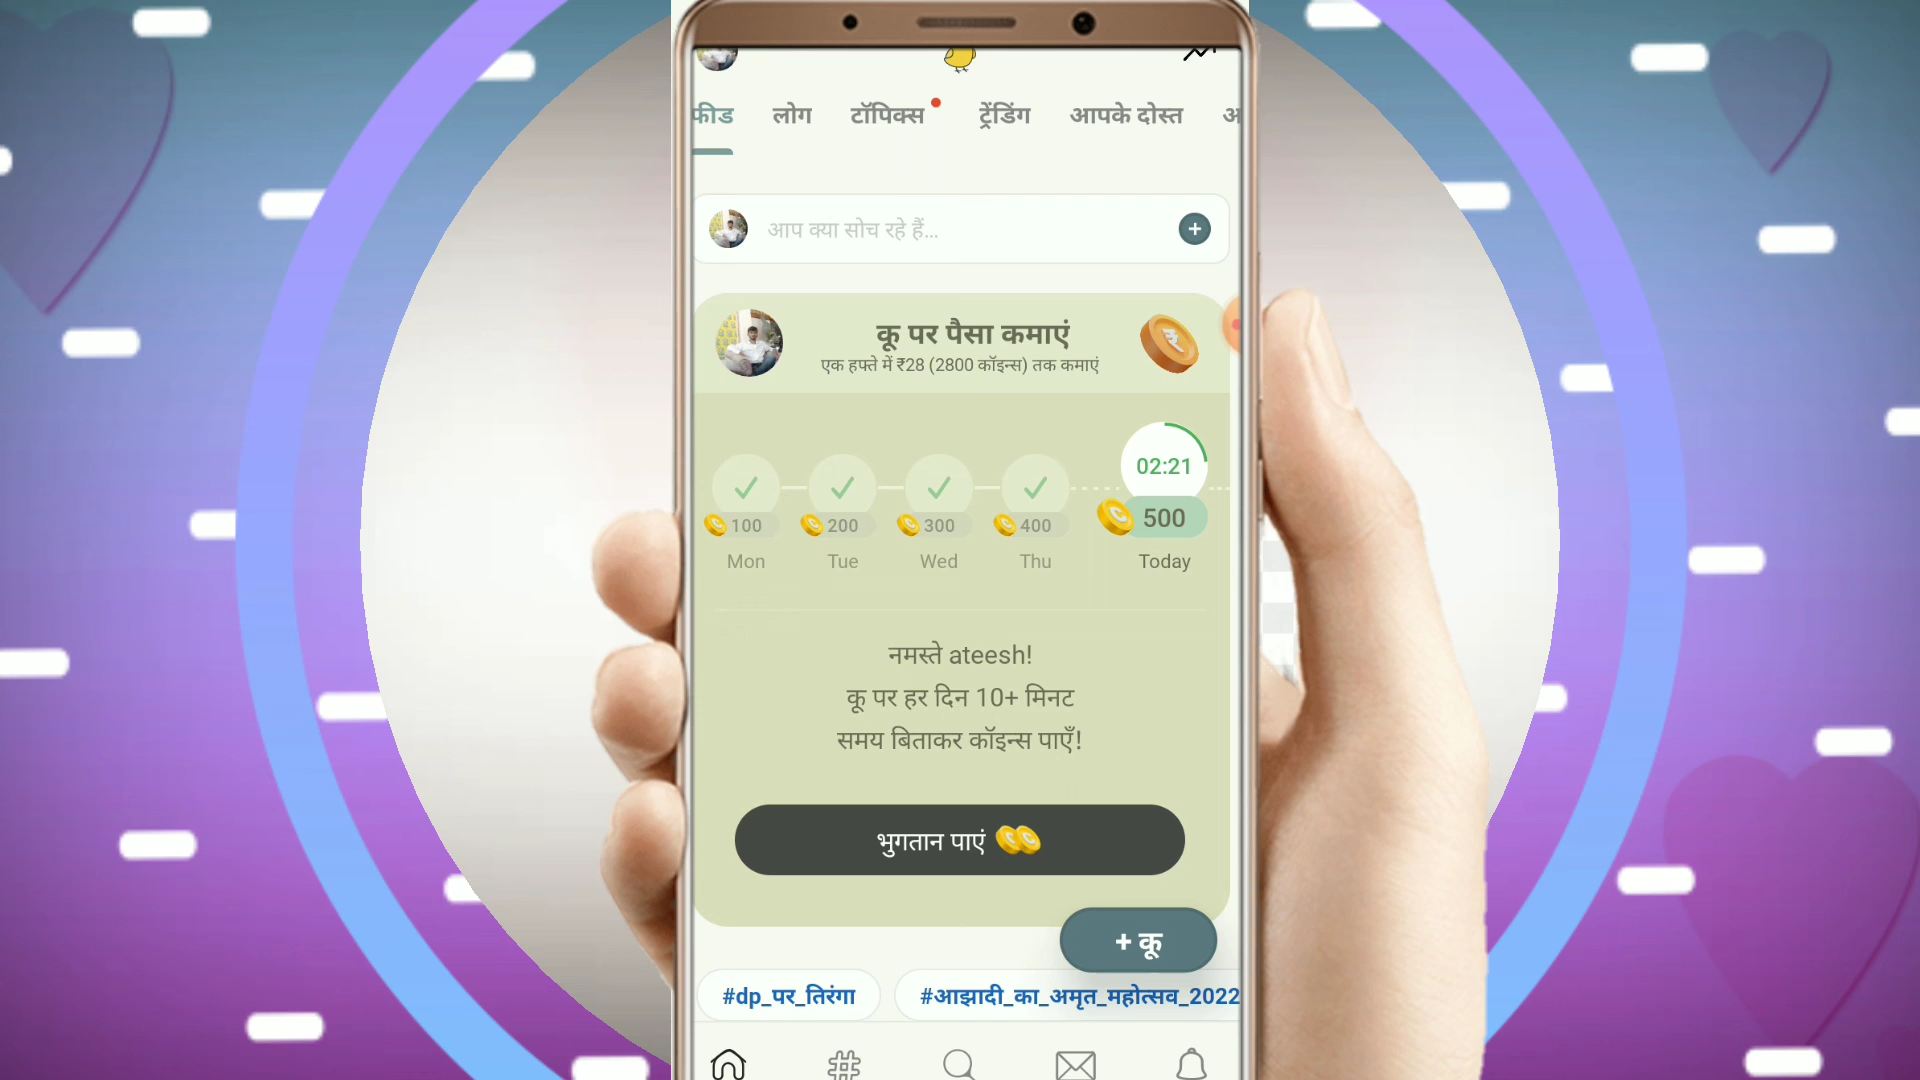 फीड लोग टॉपिक्स ट्रेंडिंग आपके दोस्त
आप क्या सोच रहे हैं...
कू पर पैसा कमाएं
एक हफ्ते में ₹28 (2800 कॉइन्स) तक कमाएं
02:21
100 200 300 400 500
Mon Tue Wed Thu Today
नमस्ते ateesh!
कू पर हर दिन 10+ मिनट
समय बिताकर कॉइन्स पाएँ!
भुगतान पाएं
+ कू
#dp_पर_तिरंगा #आझादी_का_अमृत_महोत्सव_2022